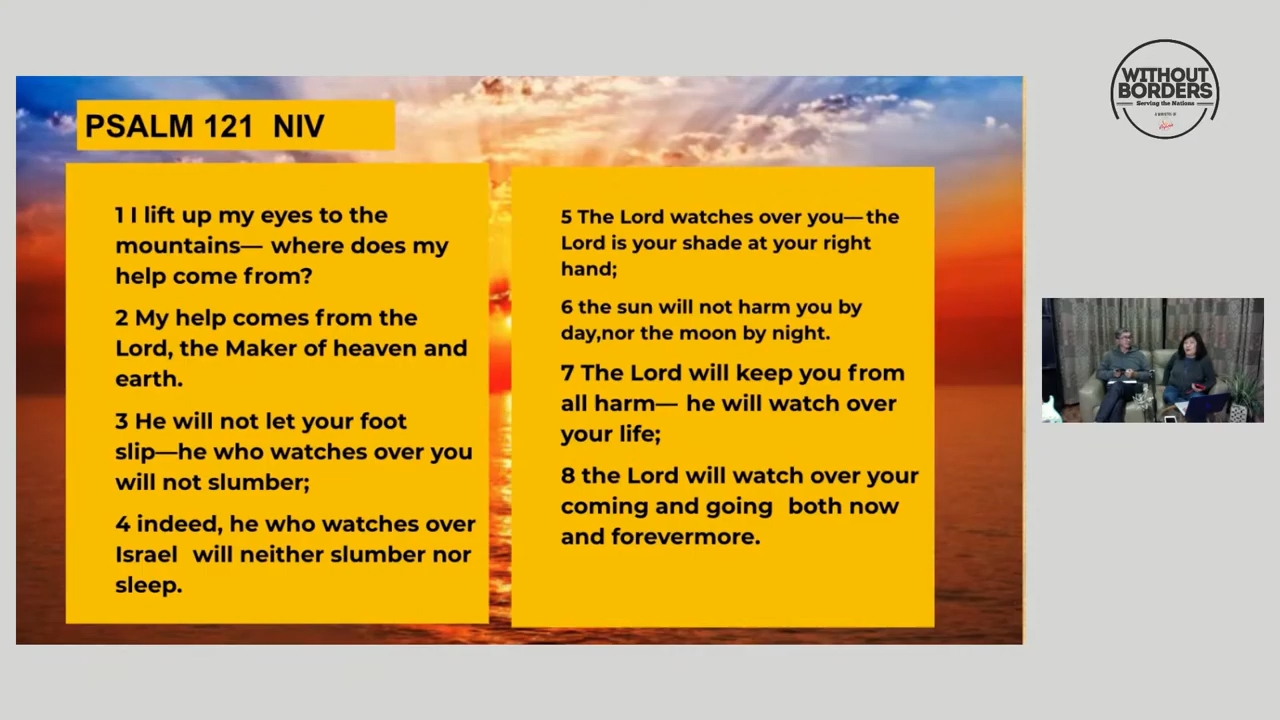 PSALM 121 NIV
1 I lift up my eyes to the
mountains— where does my
help come from?
2 My help comes from the
Lord, the Maker of heaven and
earth.
3 He will not let your foot
slip—he who watches over you
will not slumber;
4 indeed, he who watches over
Israel will neither slumber nor
sleep.
5 The Lord watches over you— the
Lord is your shade at your right
hand;
6 the sun will not harm you by
day,nor the moon by night.
7 The Lord will keep you from
all harm— he will watch over
your life;
8 the Lord will watch over your
coming and going both now
and forevermore.
WITHOUT
BORDERS
Serving the Nations